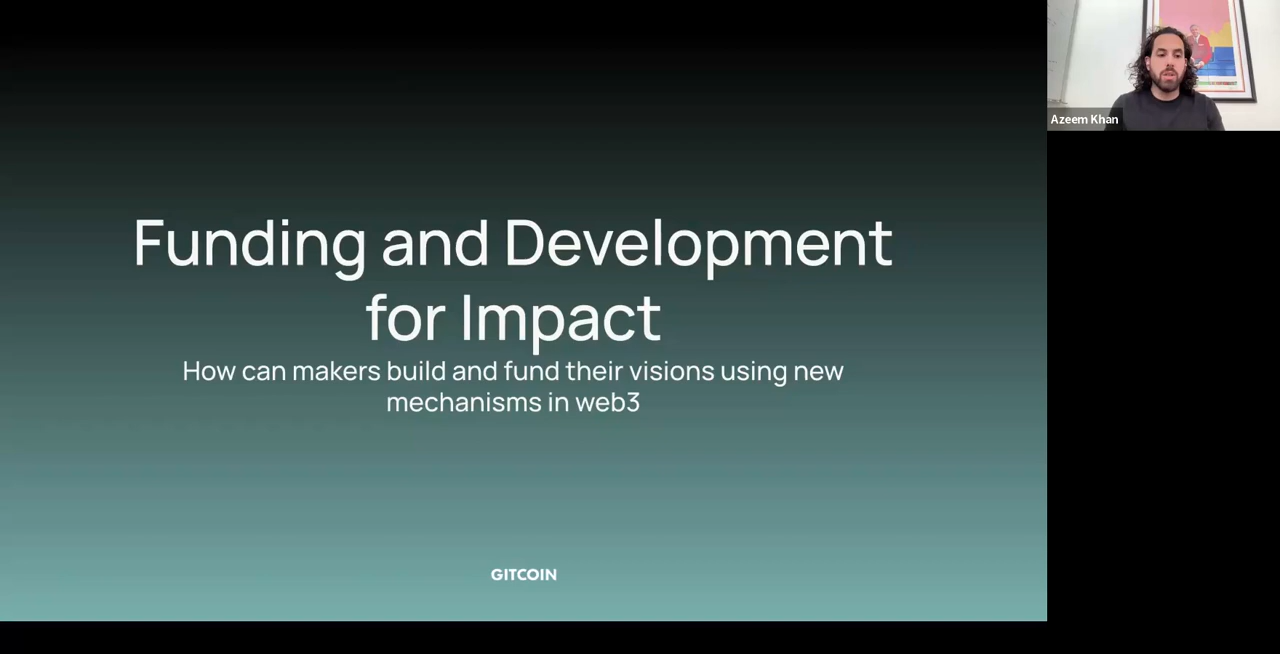 Funding and Development
for Impact
How can makers build and fund their visions using new
mechanisms in web3
GITCOIN
Azeem Khan